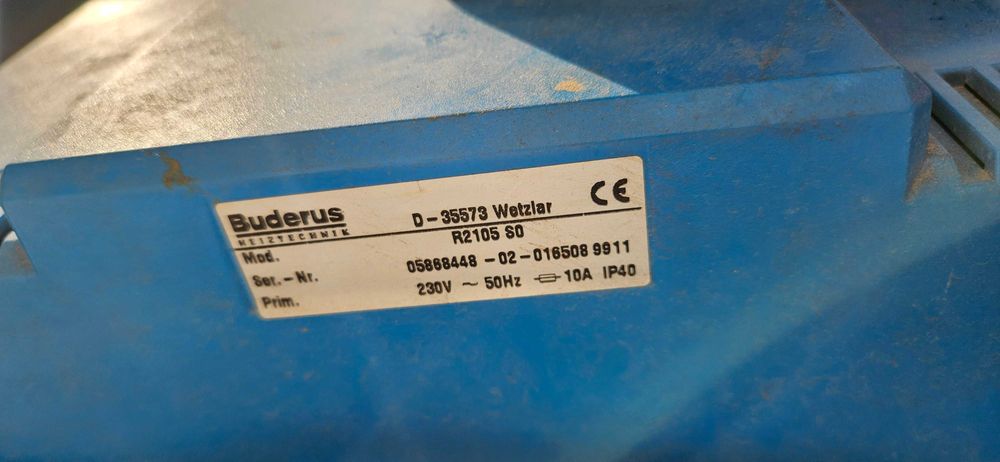 Buderus D-35573 Wetzlar CE
HEIZTECHNIK
Mod. R2105 S0
Ser.-Nr. 05868448-02-016508 9911
Prim. 230V ~ 50Hz 10A IP40